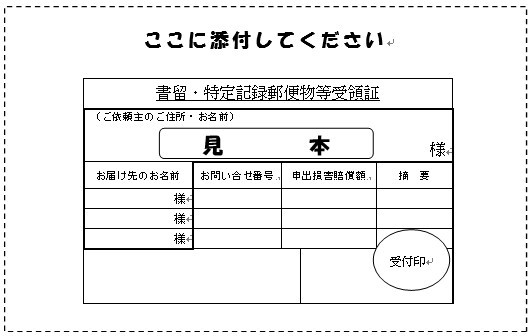 ここに添付してください
書留・特定記録郵便物等受領証
（ご依頼主のご住所・お名前）
見　本
様
お届け先のお名前　お問い合せ番号　申出損害賠償額　摘　要
様
様
様
受付印